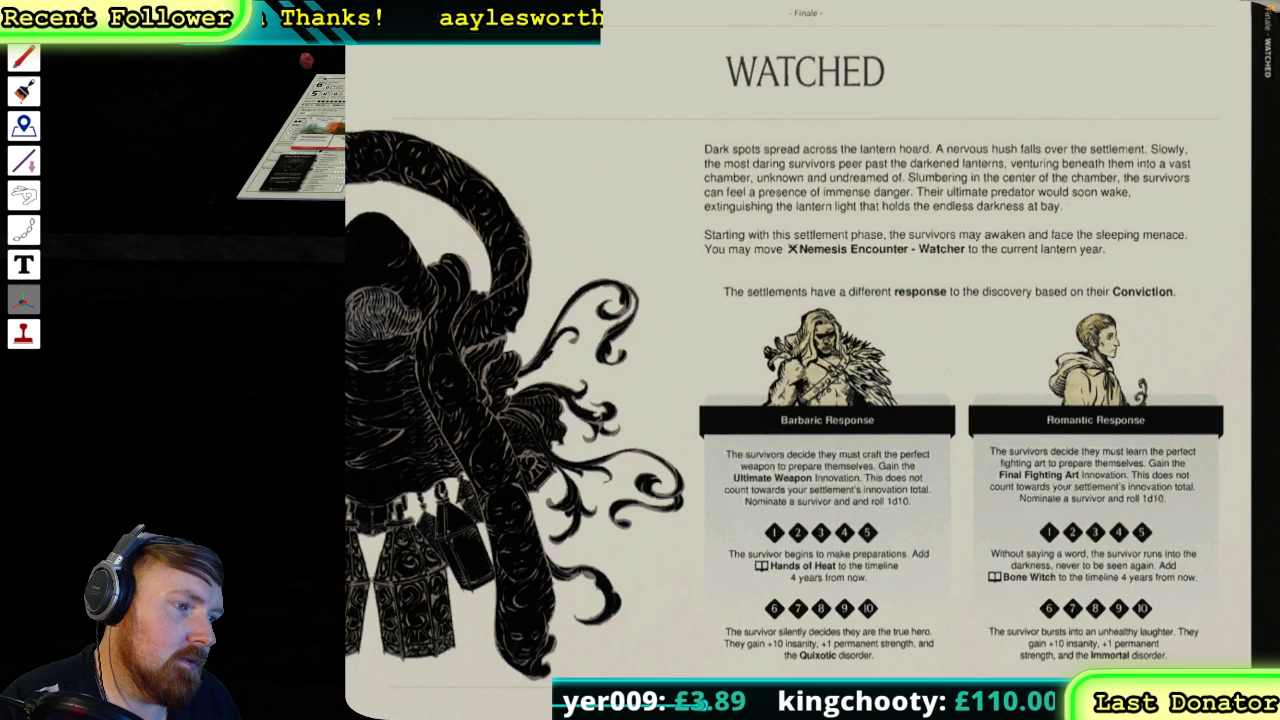 Recent Follower
Thanks! aaylesworth
- Finale -
Finale - WATCHED
WATCHED
Dark spots spread across the lantern hoard. A nervous hush falls over the settlement. Slowly,
the most daring survivors peer past the darkened lanterns, venturing beneath them into a vast
chamber, unknown and undreamed of. Slumbering in the center of the chamber, the survivors
can feel a presence of immense danger. Their ultimate predator would soon wake,
extinguishing the lantern light that holds the endless darkness at bay.
Starting with this settlement phase, the survivors may awaken and face the sleeping menace.
You may move Nemesis Encounter - Watcher to the current lantern year.
The settlements have a different response to the discovery based on their Conviction.
Barbaric Response
The survivors decide they must craft the perfect
weapon to prepare themselves. Gain the
Ultimate Weapon Innovation. This does not
count towards your settlement's innovation total.
Nominate a survivor and and roll 1d10.
1 2 3 4 5
The survivor begins to make preparations. Add
Hands of Heat to the timeline
4 years from now.
6 7 8 9 10
The survivor silently decides they are the true hero.
They gain +10 insanity, +1 permanent strength, and
the Quixotic disorder.
Romantic Response
The survivors decide they must learn the perfect
fighting art to prepare themselves. Gain the
Final Fighting Art Innovation. This does not
count towards your settlement's innovation total.
Nominate a survivor and roll 1d10.
1 2 3 4 5
Without saying a word, the survivor runs into the
darkness, never to be seen again. Add
Bone Witch to the timeline 4 years from now.
6 7 8 9 10
The survivor bursts into an unhealthy laughter. They
gain +10 insanity, +1 permanent
strength, and the Immortal disorder.
T
yer009: £3.89 kingchooty: £110.00
Last Donator